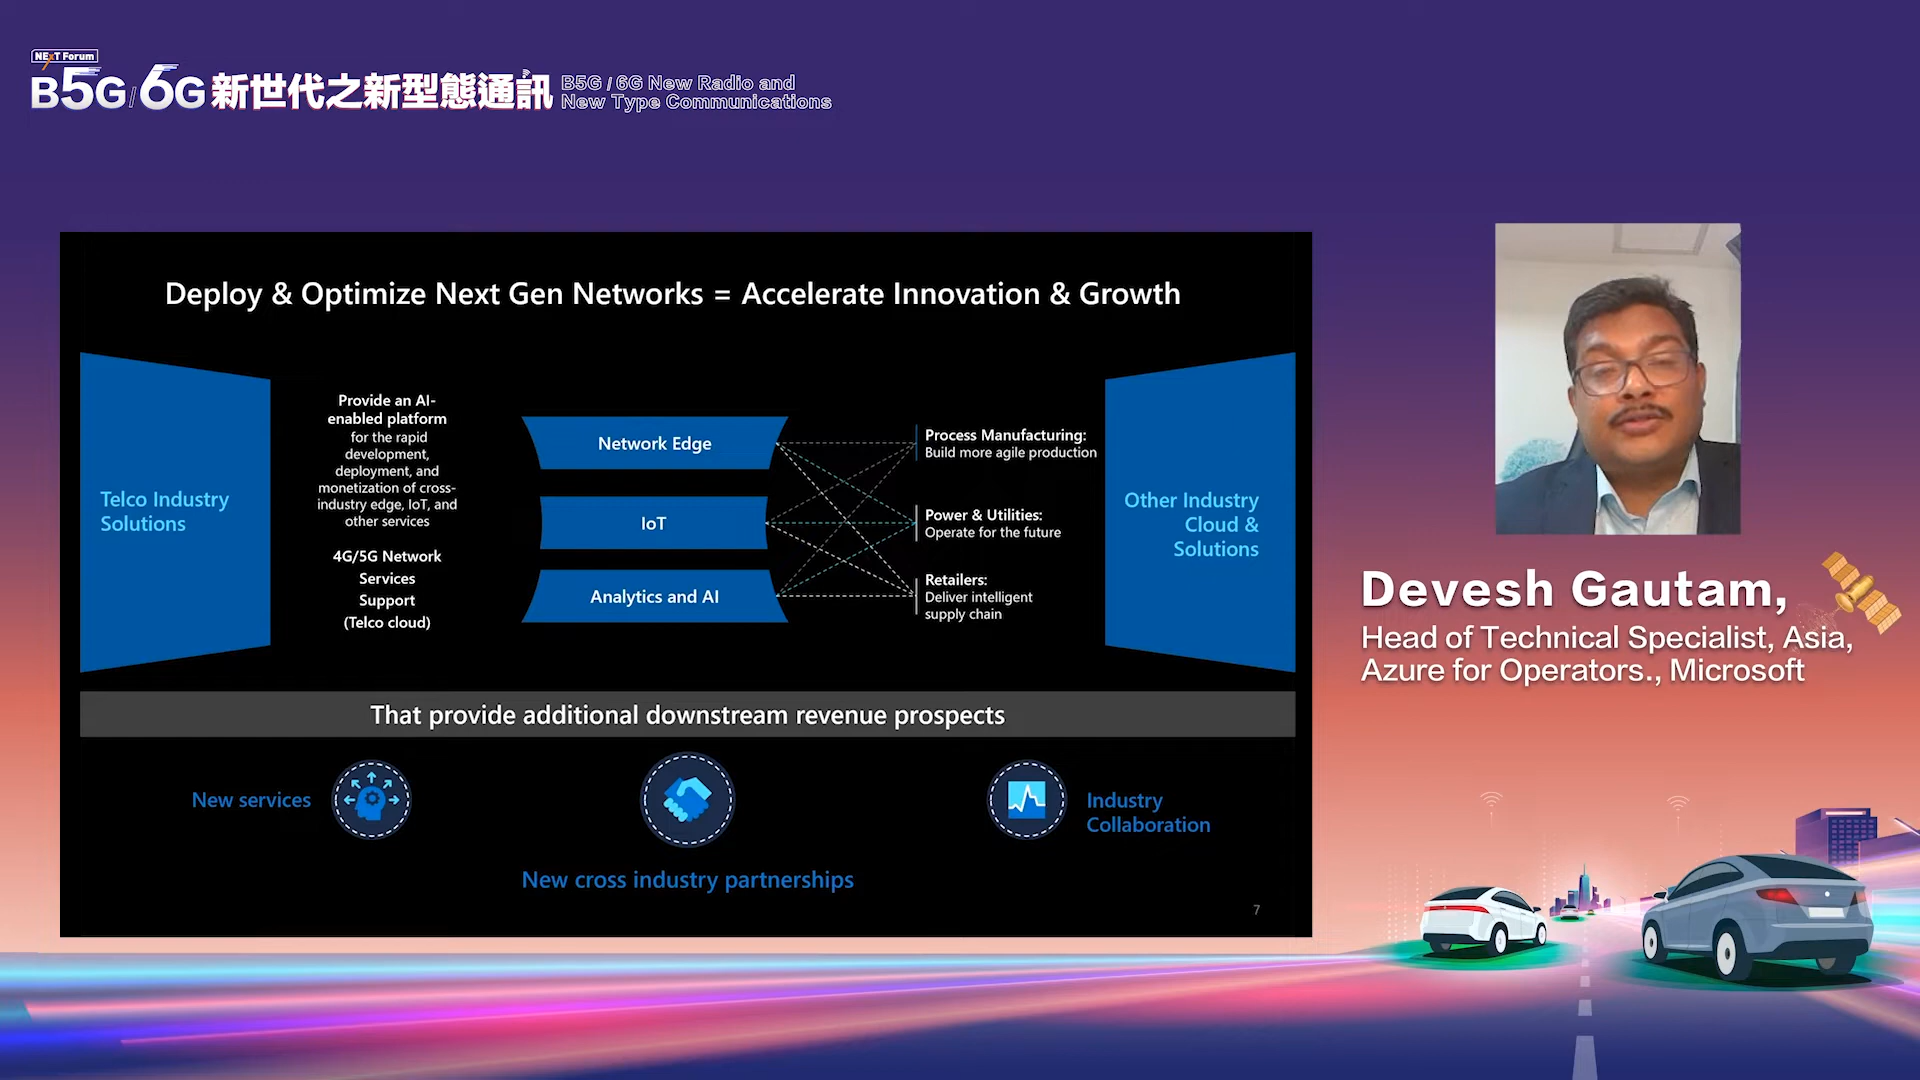 NExT Forum
B5G/6G新世代之新型態通訊
B5G / 6G New Radio and
New Type Communications
Deploy & Optimize Next Gen Networks = Accelerate Innovation & Growth
Telco Industry
Solutions
Provide an AI-
enabled platform
for the rapid
development,
deployment, and
monetization of cross-
industry edge, IoT, and
other services
4G/5G Network
Services
Support
(Telco cloud)
Network Edge
IoT
Analytics and AI
Process Manufacturing:
Build more agile production
Power & Utilities:
Operate for the future
Retailers:
Deliver intelligent
supply chain
Other Industry
Cloud &
Solutions
That provide additional downstream revenue prospects
New services
New cross industry partnerships
Industry
Collaboration
7
Devesh Gautam,
Head of Technical Specialist, Asia,
Azure for Operators., Microsoft